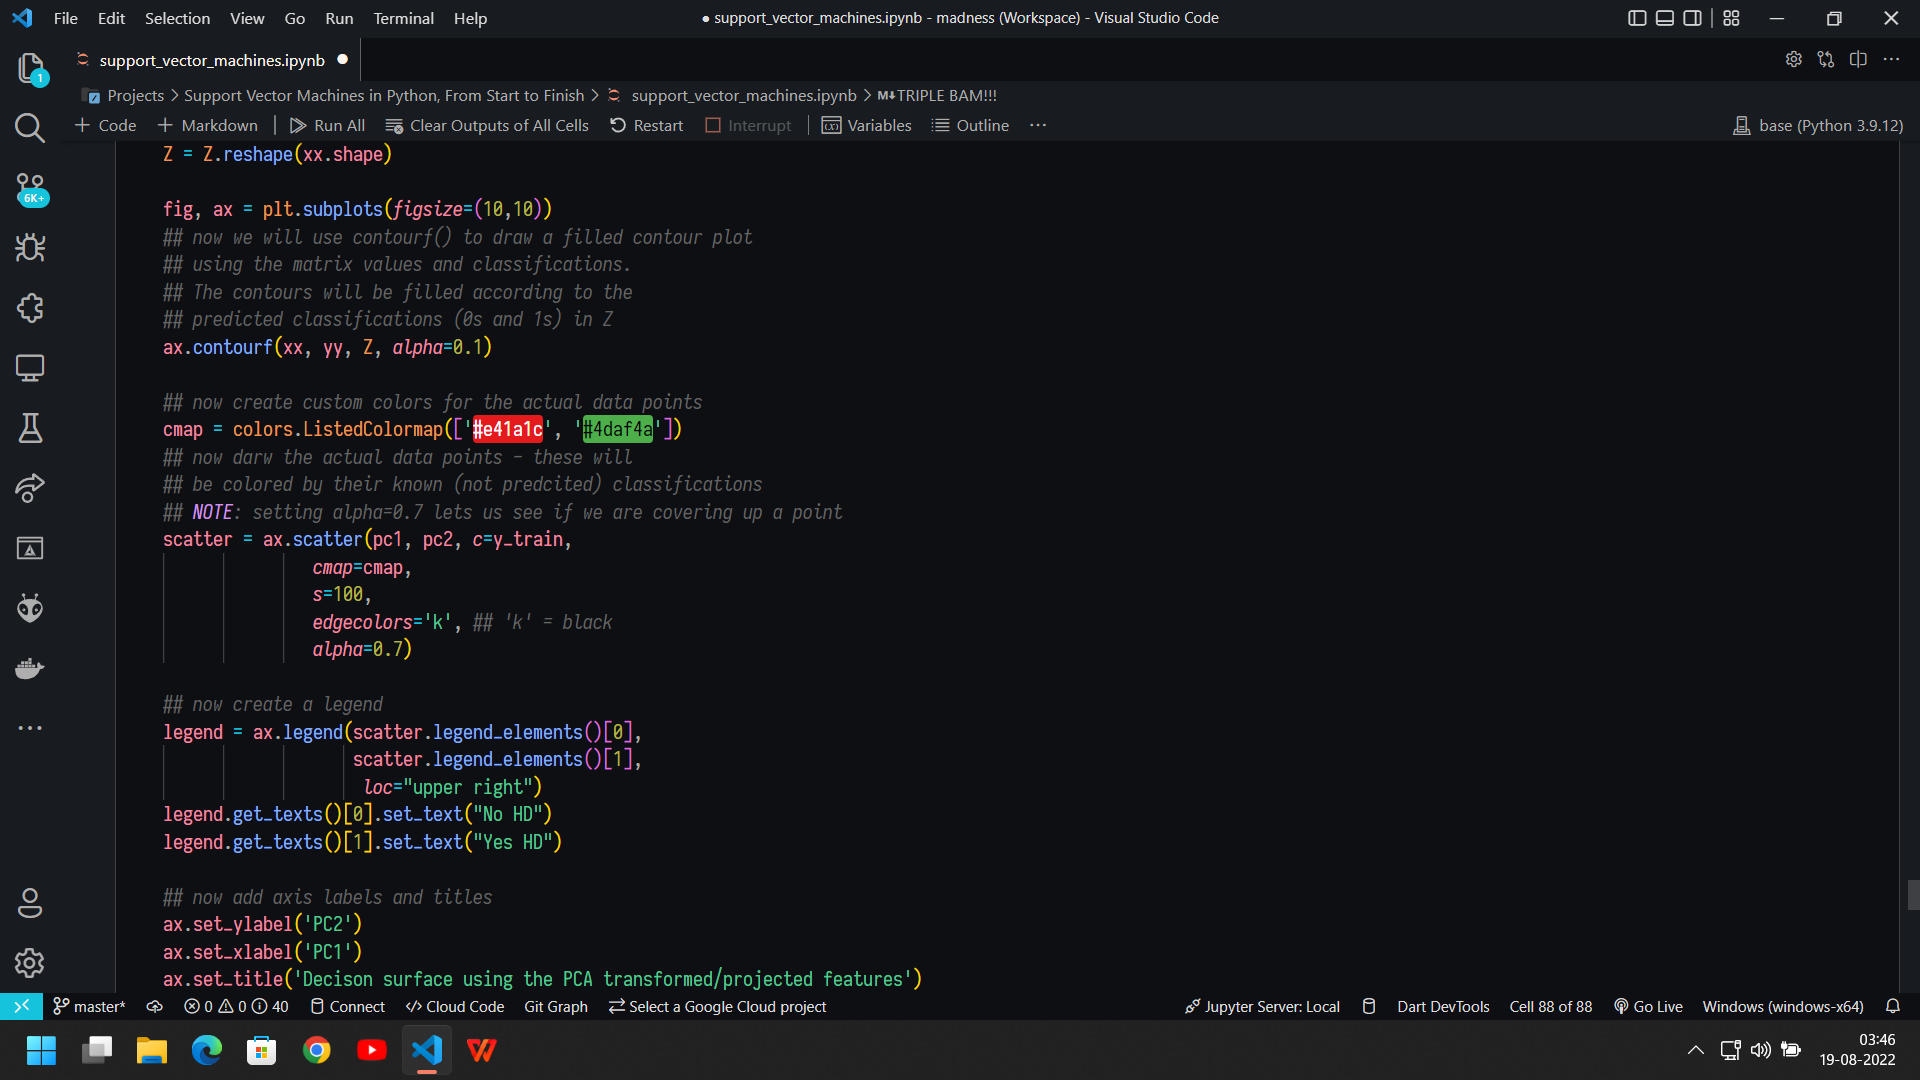 File Edit Selection View Go Run Terminal Help
● support_vector_machines.ipynb - madness (Workspace) - Visual Studio Code
support_vector_machines.ipynb ●
1
Projects > Support Vector Machines in Python, From Start to Finish > support_vector_machines.ipynb > M↓TRIPLE BAM!!!
+ Code + Markdown | Run All Clear Outputs of All Cells Restart Interrupt | Variables Outline ···
base (Python 3.9.12)
6K+
Z = Z.reshape(xx.shape)
fig, ax = plt.subplots(figsize=(10,10))
## now we will use contourf() to draw a filled contour plot
## using the matrix values and classifications.
## The contours will be filled according to the
## predicted classifications (0s and 1s) in Z
ax.contourf(xx, yy, Z, alpha=0.1)
## now create custom colors for the actual data points
cmap = colors.ListedColormap(['#e41a1c', '#4daf4a'])
## now darw the actual data points - these will
## be colored by their known (not predcited) classifications
## NOTE: setting alpha=0.7 lets us see if we are covering up a point
scatter = ax.scatter(pc1, pc2, c=y_train,
cmap=cmap,
s=100,
edgecolors='k', ## 'k' = black
alpha=0.7)
## now create a legend
legend = ax.legend(scatter.legend_elements()[0],
scatter.legend_elements()[1],
loc="upper right")
legend.get_texts()[0].set_text("No HD")
legend.get_texts()[1].set_text("Yes HD")
## now add axis labels and titles
ax.set_ylabel('PC2')
ax.set_xlabel('PC1')
ax.set_title('Decison surface using the PCA transformed/projected features')
master* 0 0 40 Connect Cloud Code Git Graph Select a Google Cloud project
Jupyter Server: Local Dart DevTools Cell 88 of 88 Go Live Windows (windows-x64)
03:46
19-08-2022